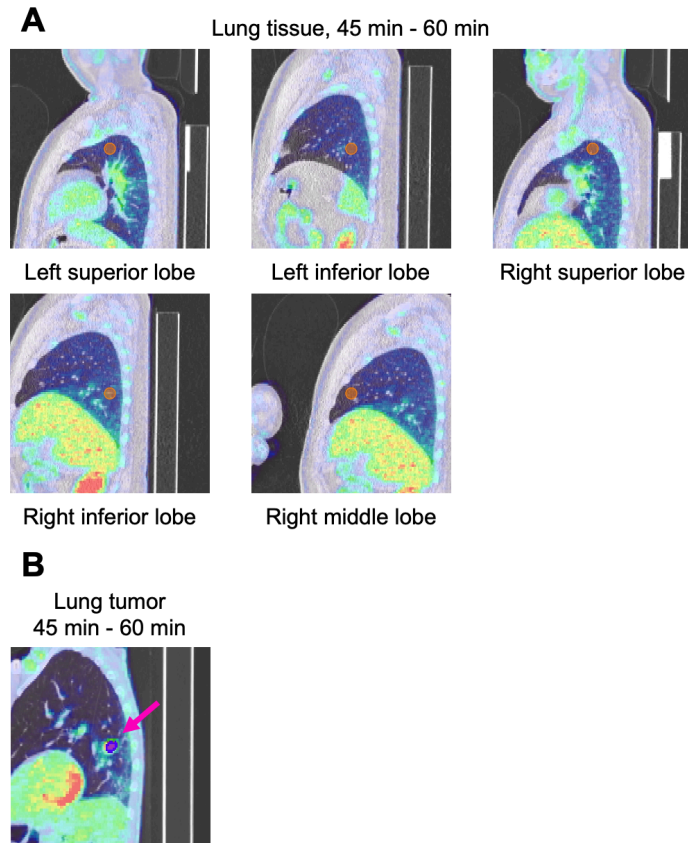 A
Lung tissue, 45 min - 60 min
Left superior lobe
Left inferior lobe
Right superior lobe
Right inferior lobe
Right middle lobe
B
Lung tumor
45 min - 60 min